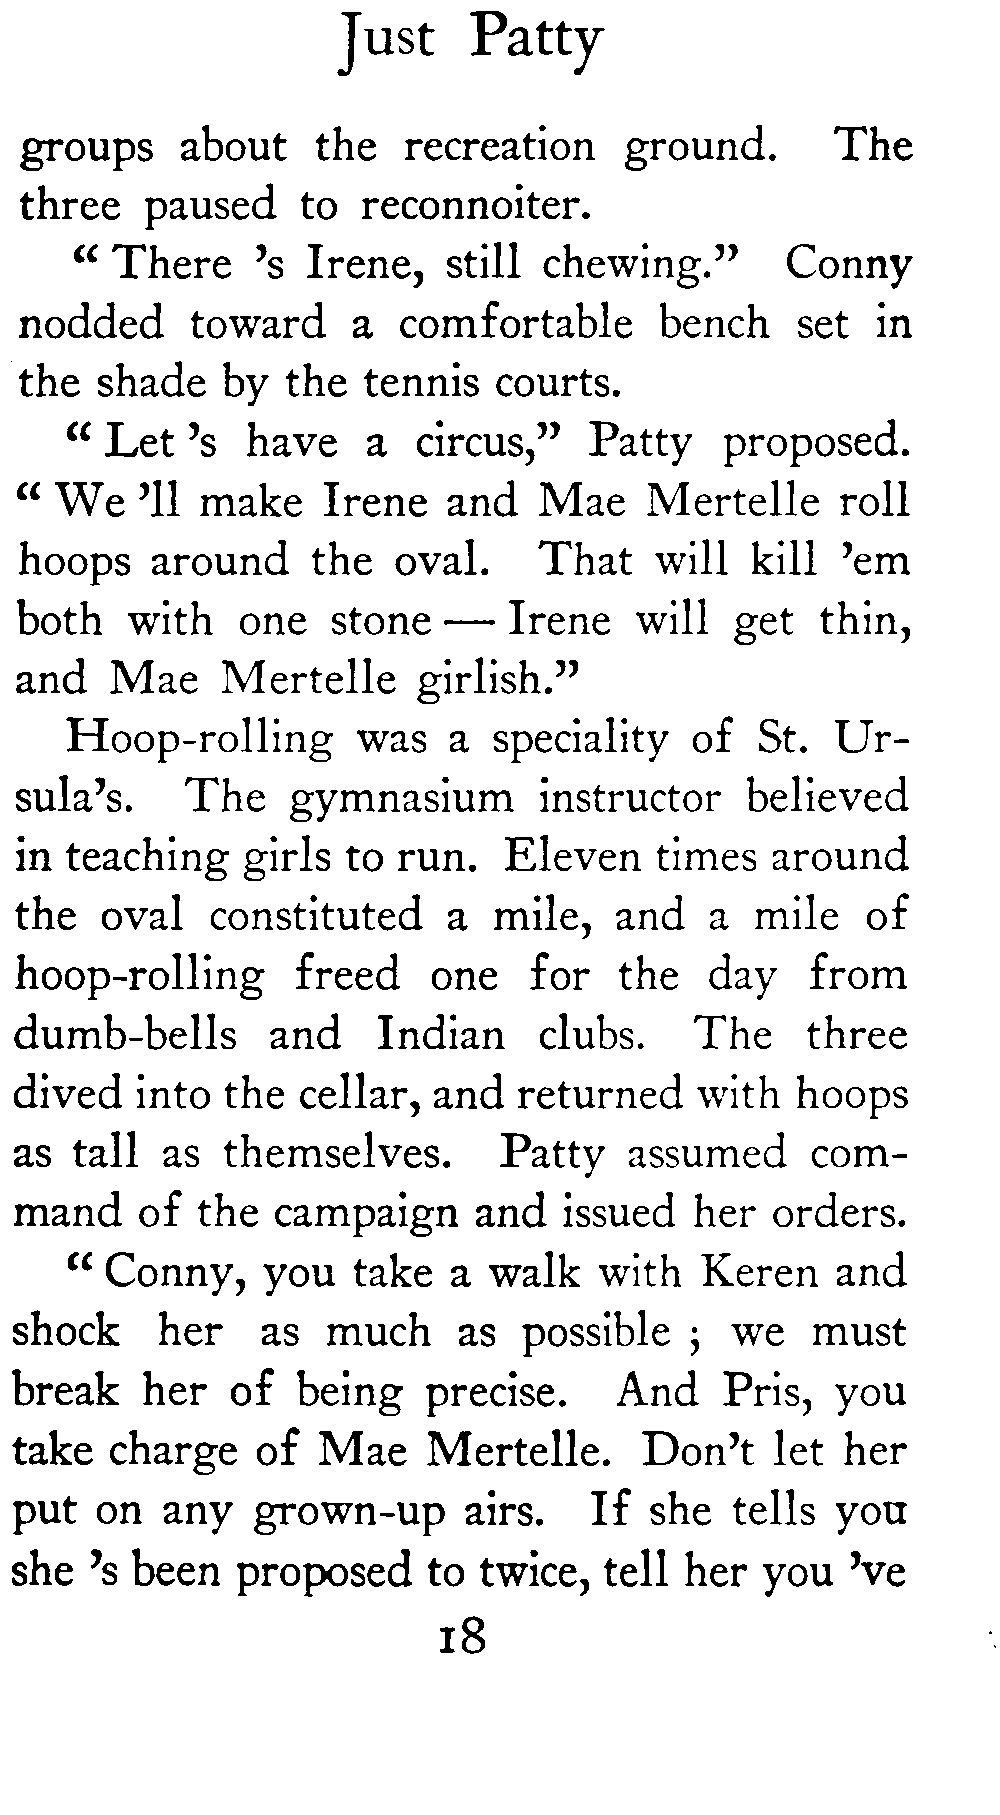 Just Patty
groups about the recreation ground. The
three paused to reconnoiter.
“ There ’s Irene, still chewing.” Conny
nodded toward a comfortable bench set in
the shade by the tennis courts.
“ Let ’s have a circus,” Patty proposed.
“ We ’ll make Irene and Mae Mertelle roll
hoops around the oval. That will kill ’em
both with one stone — Irene will get thin,
and Mae Mertelle girlish.”
Hoop-rolling was a speciality of St. Ur-
sula’s. The gymnasium instructor believed
in teaching girls to run. Eleven times around
the oval constituted a mile, and a mile of
hoop-rolling freed one for the day from
dumb-bells and Indian clubs. The three
dived into the cellar, and returned with hoops
as tall as themselves. Patty assumed com-
mand of the campaign and issued her orders.
“ Conny, you take a walk with Keren and
shock her as much as possible ; we must
break her of being precise. And Pris, you
take charge of Mae Mertelle. Don’t let her
put on any grown-up airs. If she tells you
she ’s been proposed to twice, tell her you ’ve
18